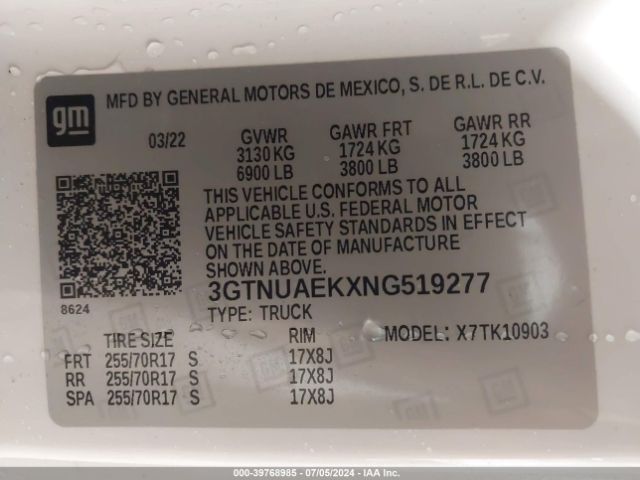 gm
MFD BY GENERAL MOTORS DE MEXICO, S. DE R.L. DE C.V.
03/22 GVWR GAWR FRT GAWR RR
3130 KG 1724 KG 1724 KG
6900 LB 3800 LB 3800 LB
THIS VEHICLE CONFORMS TO ALL
APPLICABLE U.S. FEDERAL MOTOR
VEHICLE SAFETY STANDARDS IN EFFECT
ON THE DATE OF MANUFACTURE
SHOWN ABOVE.
8624
3GTNUAEKXNG519277
TYPE: TRUCK
TIRE SIZE RIM MODEL: X7TK10903
FRT 255/70R17 S 17X8J
RR 255/70R17 S 17X8J
SPA 255/70R17 S 17X8J
000-39768985 - 07/05/2024 - IAA Inc.